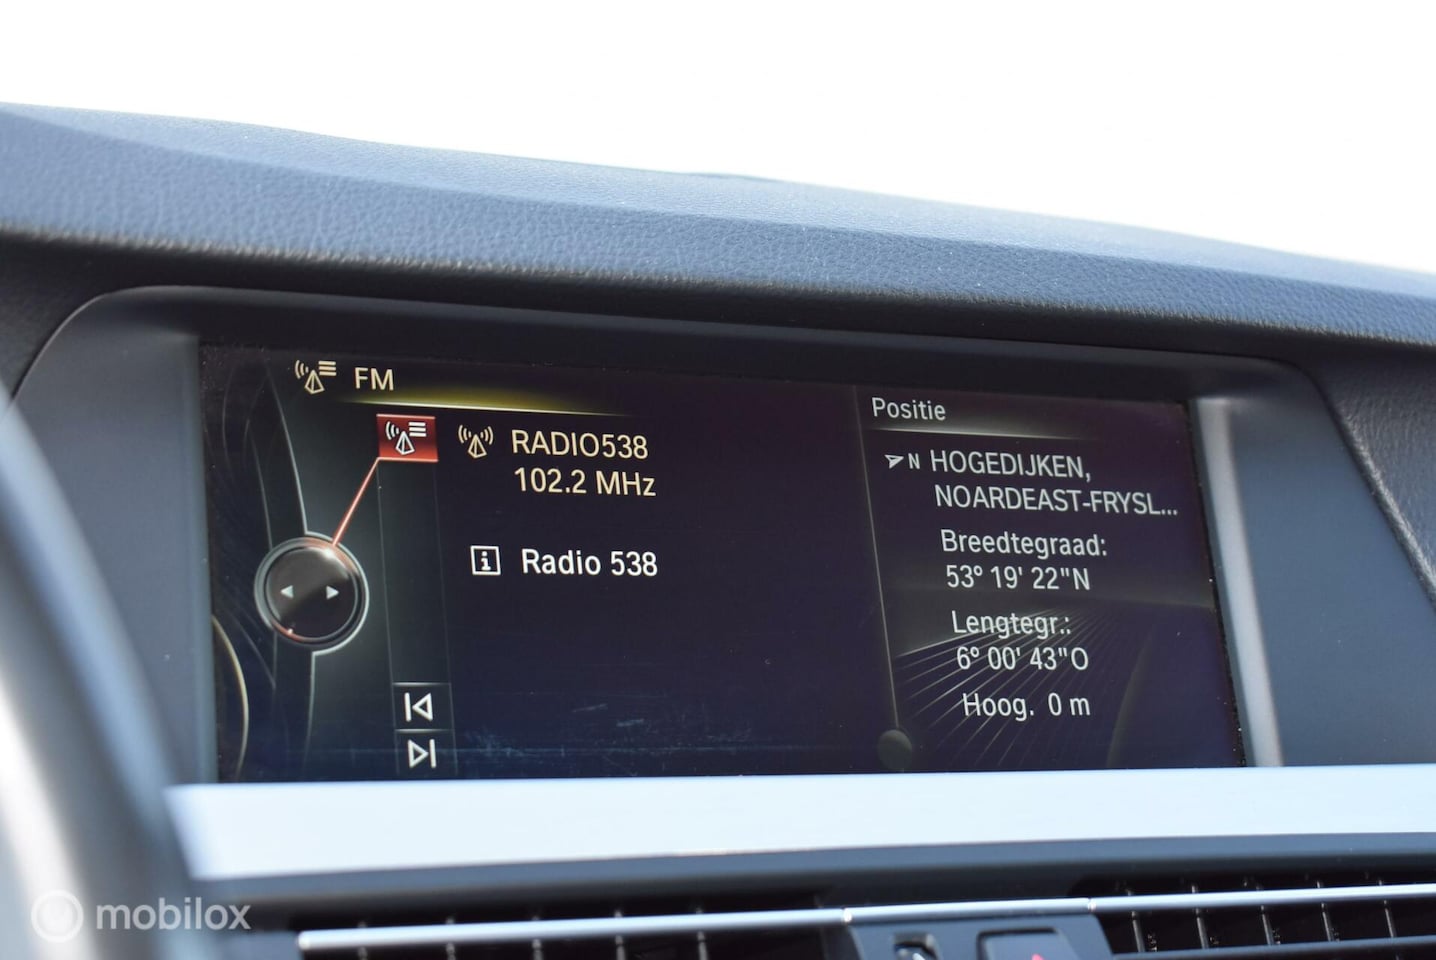 FM
RADIO538
102.2 MHz
Radio 538
Positie
N HOGEDIJKEN,
NOARDEAST-FRYSL...
Breedtegraad:
53° 19' 22"N
Lengtegr.:
6° 00' 43"O
Hoog. 0 m
mobilox